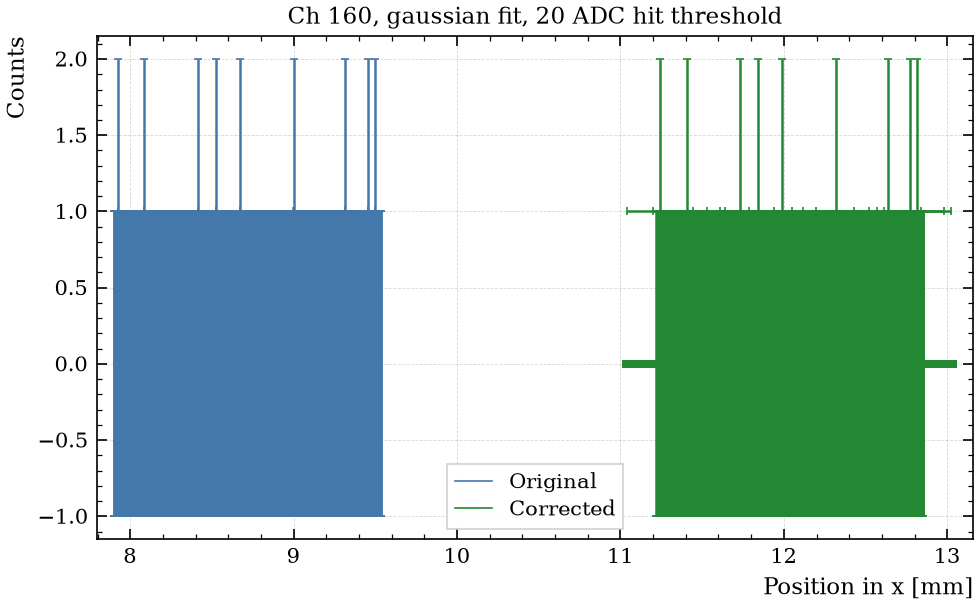 Ch 160, gaussian fit, 20 ADC hit threshold
Counts
2.0
1.5
1.0
0.5
0.0
−0.5
−1.0
Original
Corrected
8 9 10 11 12 13
Position in x [mm]